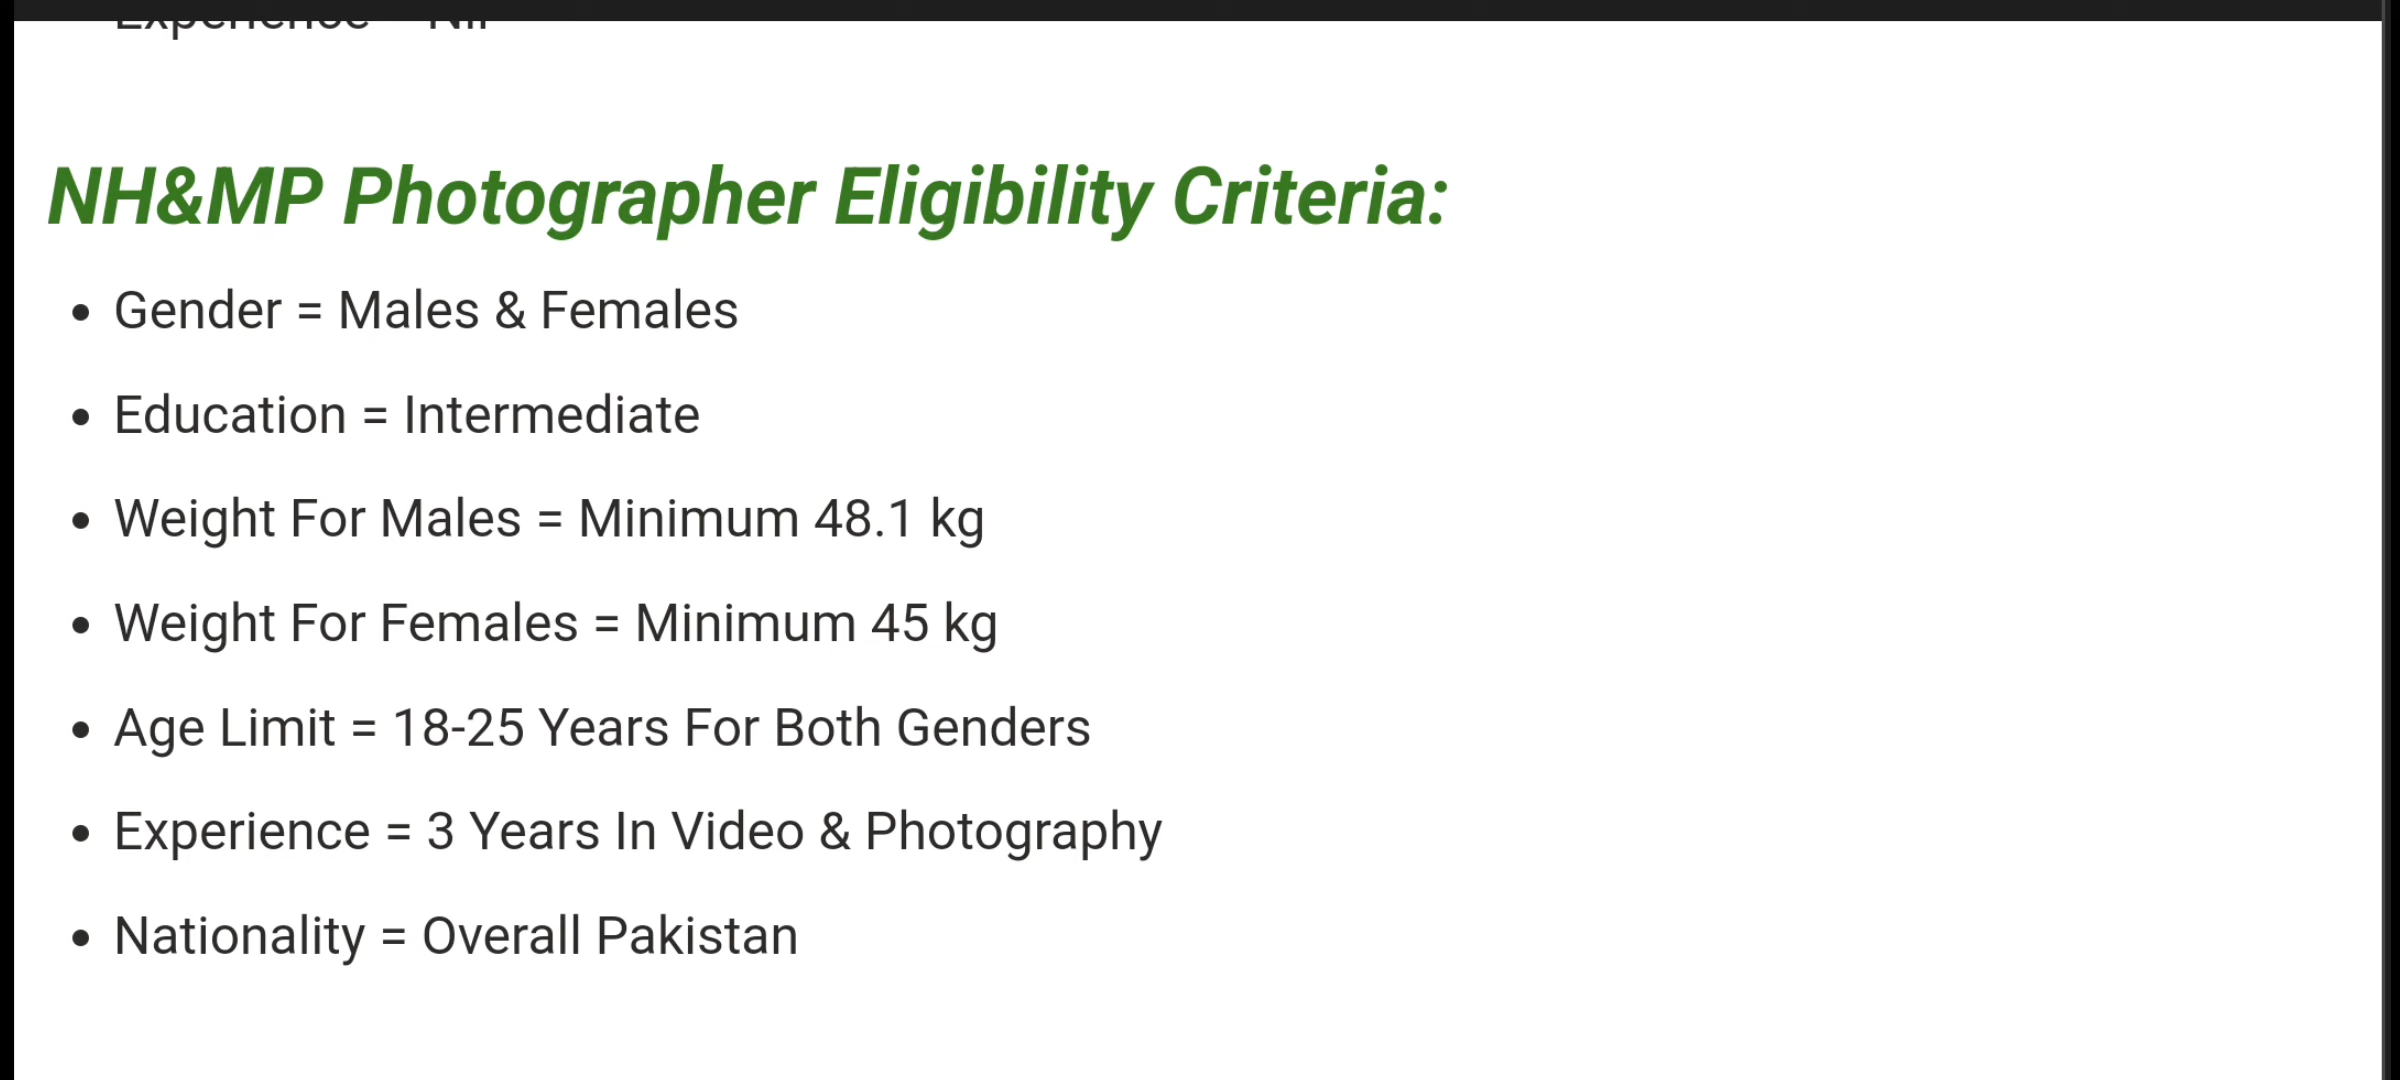 Experience = Nil
NH&MP Photographer Eligibility Criteria:
• Gender = Males & Females
• Education = Intermediate
• Weight For Males = Minimum 48.1 kg
• Weight For Females = Minimum 45 kg
• Age Limit = 18-25 Years For Both Genders
• Experience = 3 Years In Video & Photography
• Nationality = Overall Pakistan